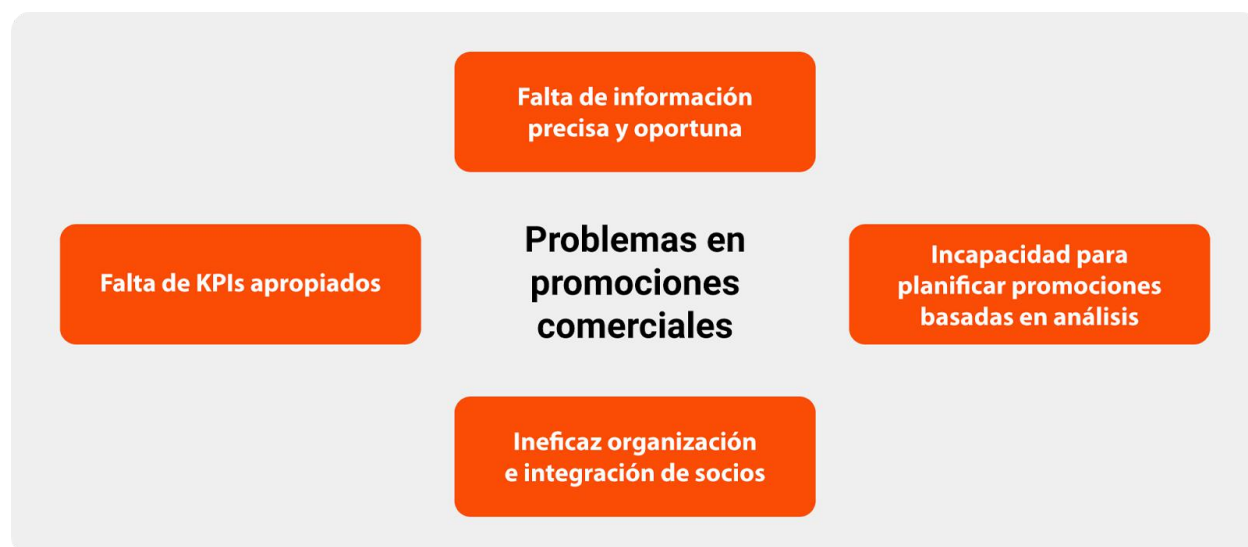 Falta de información
precisa y oportuna
Falta de KPIs apropiados
Problemas en
promociones
comerciales
Incapacidad para
planificar promociones
basadas en análisis
Ineficaz organización
e integración de socios